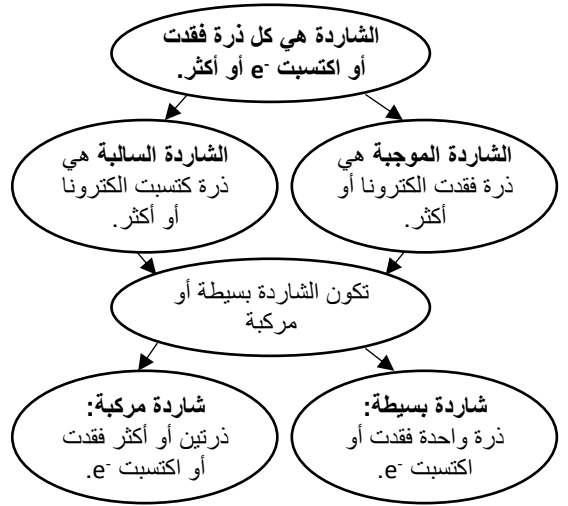 الشاردة هي كل ذرة فقدت
أو اكتسبت e⁻ أو أكثر.
الشاردة الموجبة هي
ذرة فقدت الكترونا أو
أكثر.
الشاردة السالبة هي
ذرة كتسبت الكترونا
أو أكثر.
تكون الشاردة بسيطة أو
مركبة
شاردة بسيطة:
ذرة واحدة فقدت أو
اكتسبت e⁻.
شاردة مركبة:
ذرتين أو أكثر فقدت
أو اكتسبت e⁻.